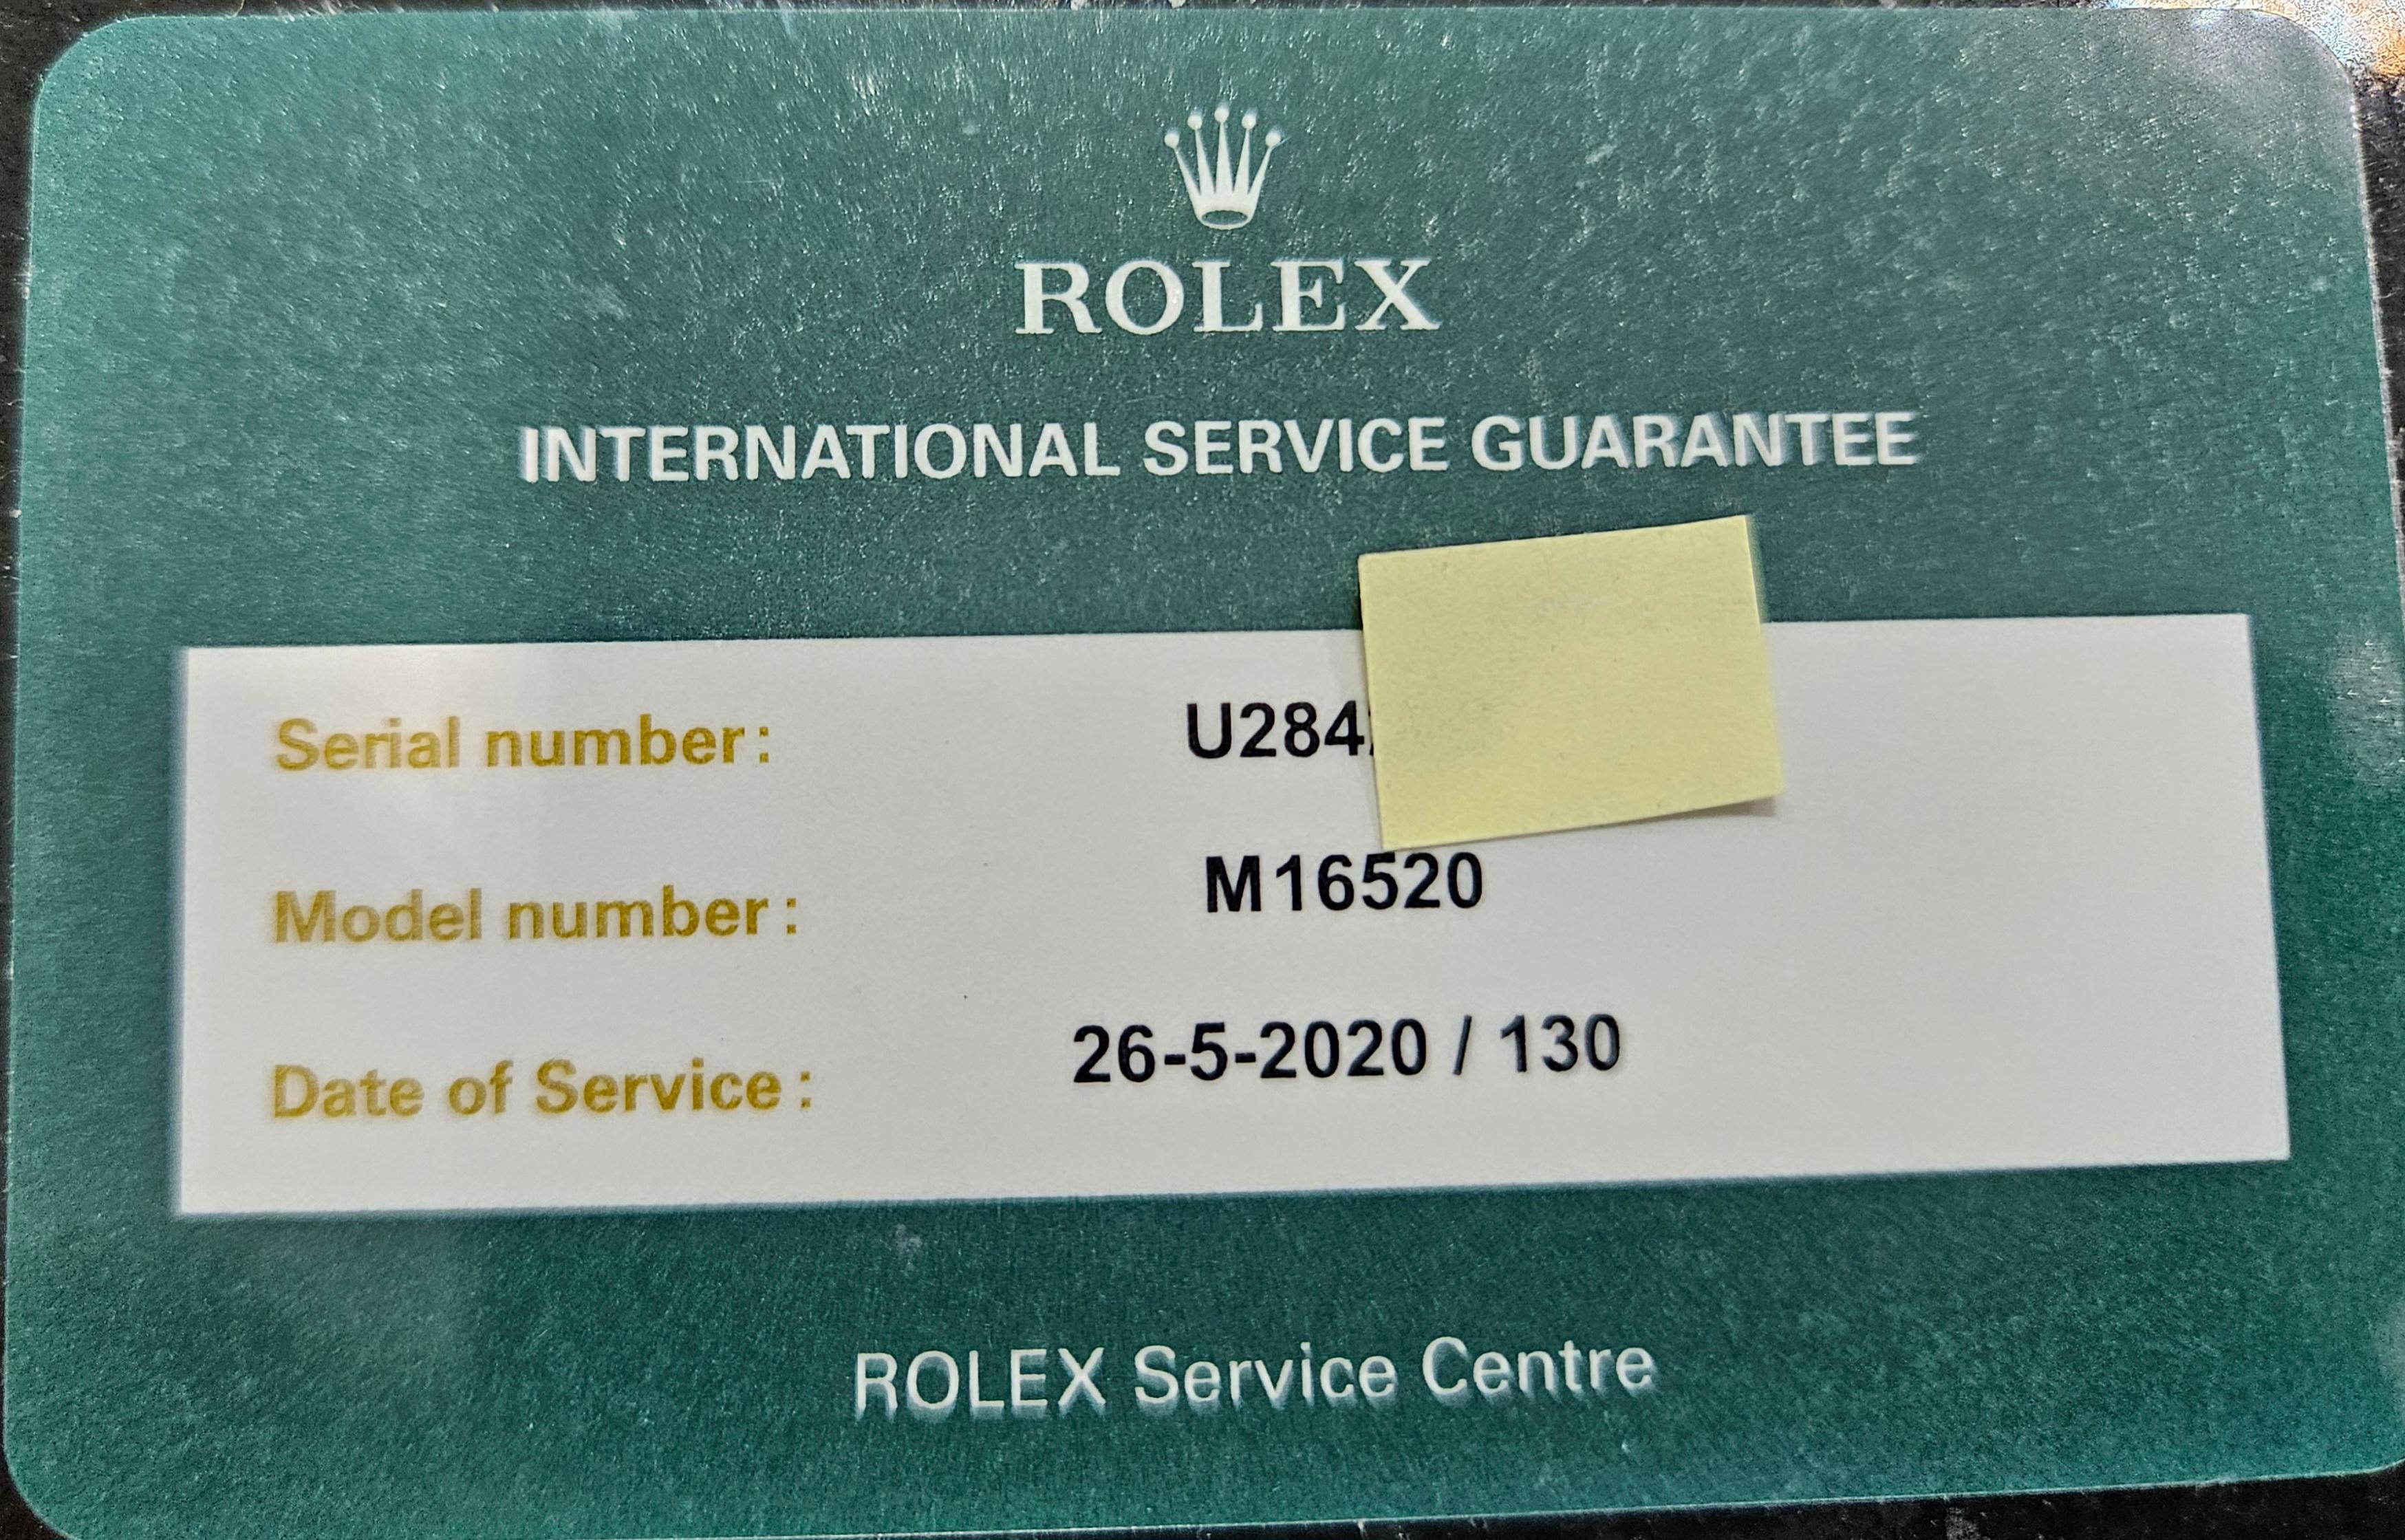 ROLEX
INTERNATIONAL SERVICE GUARANTEE
Serial number: U284
Model number: M16520
Date of Service: 26-5-2020 / 130
ROLEX Service Centre